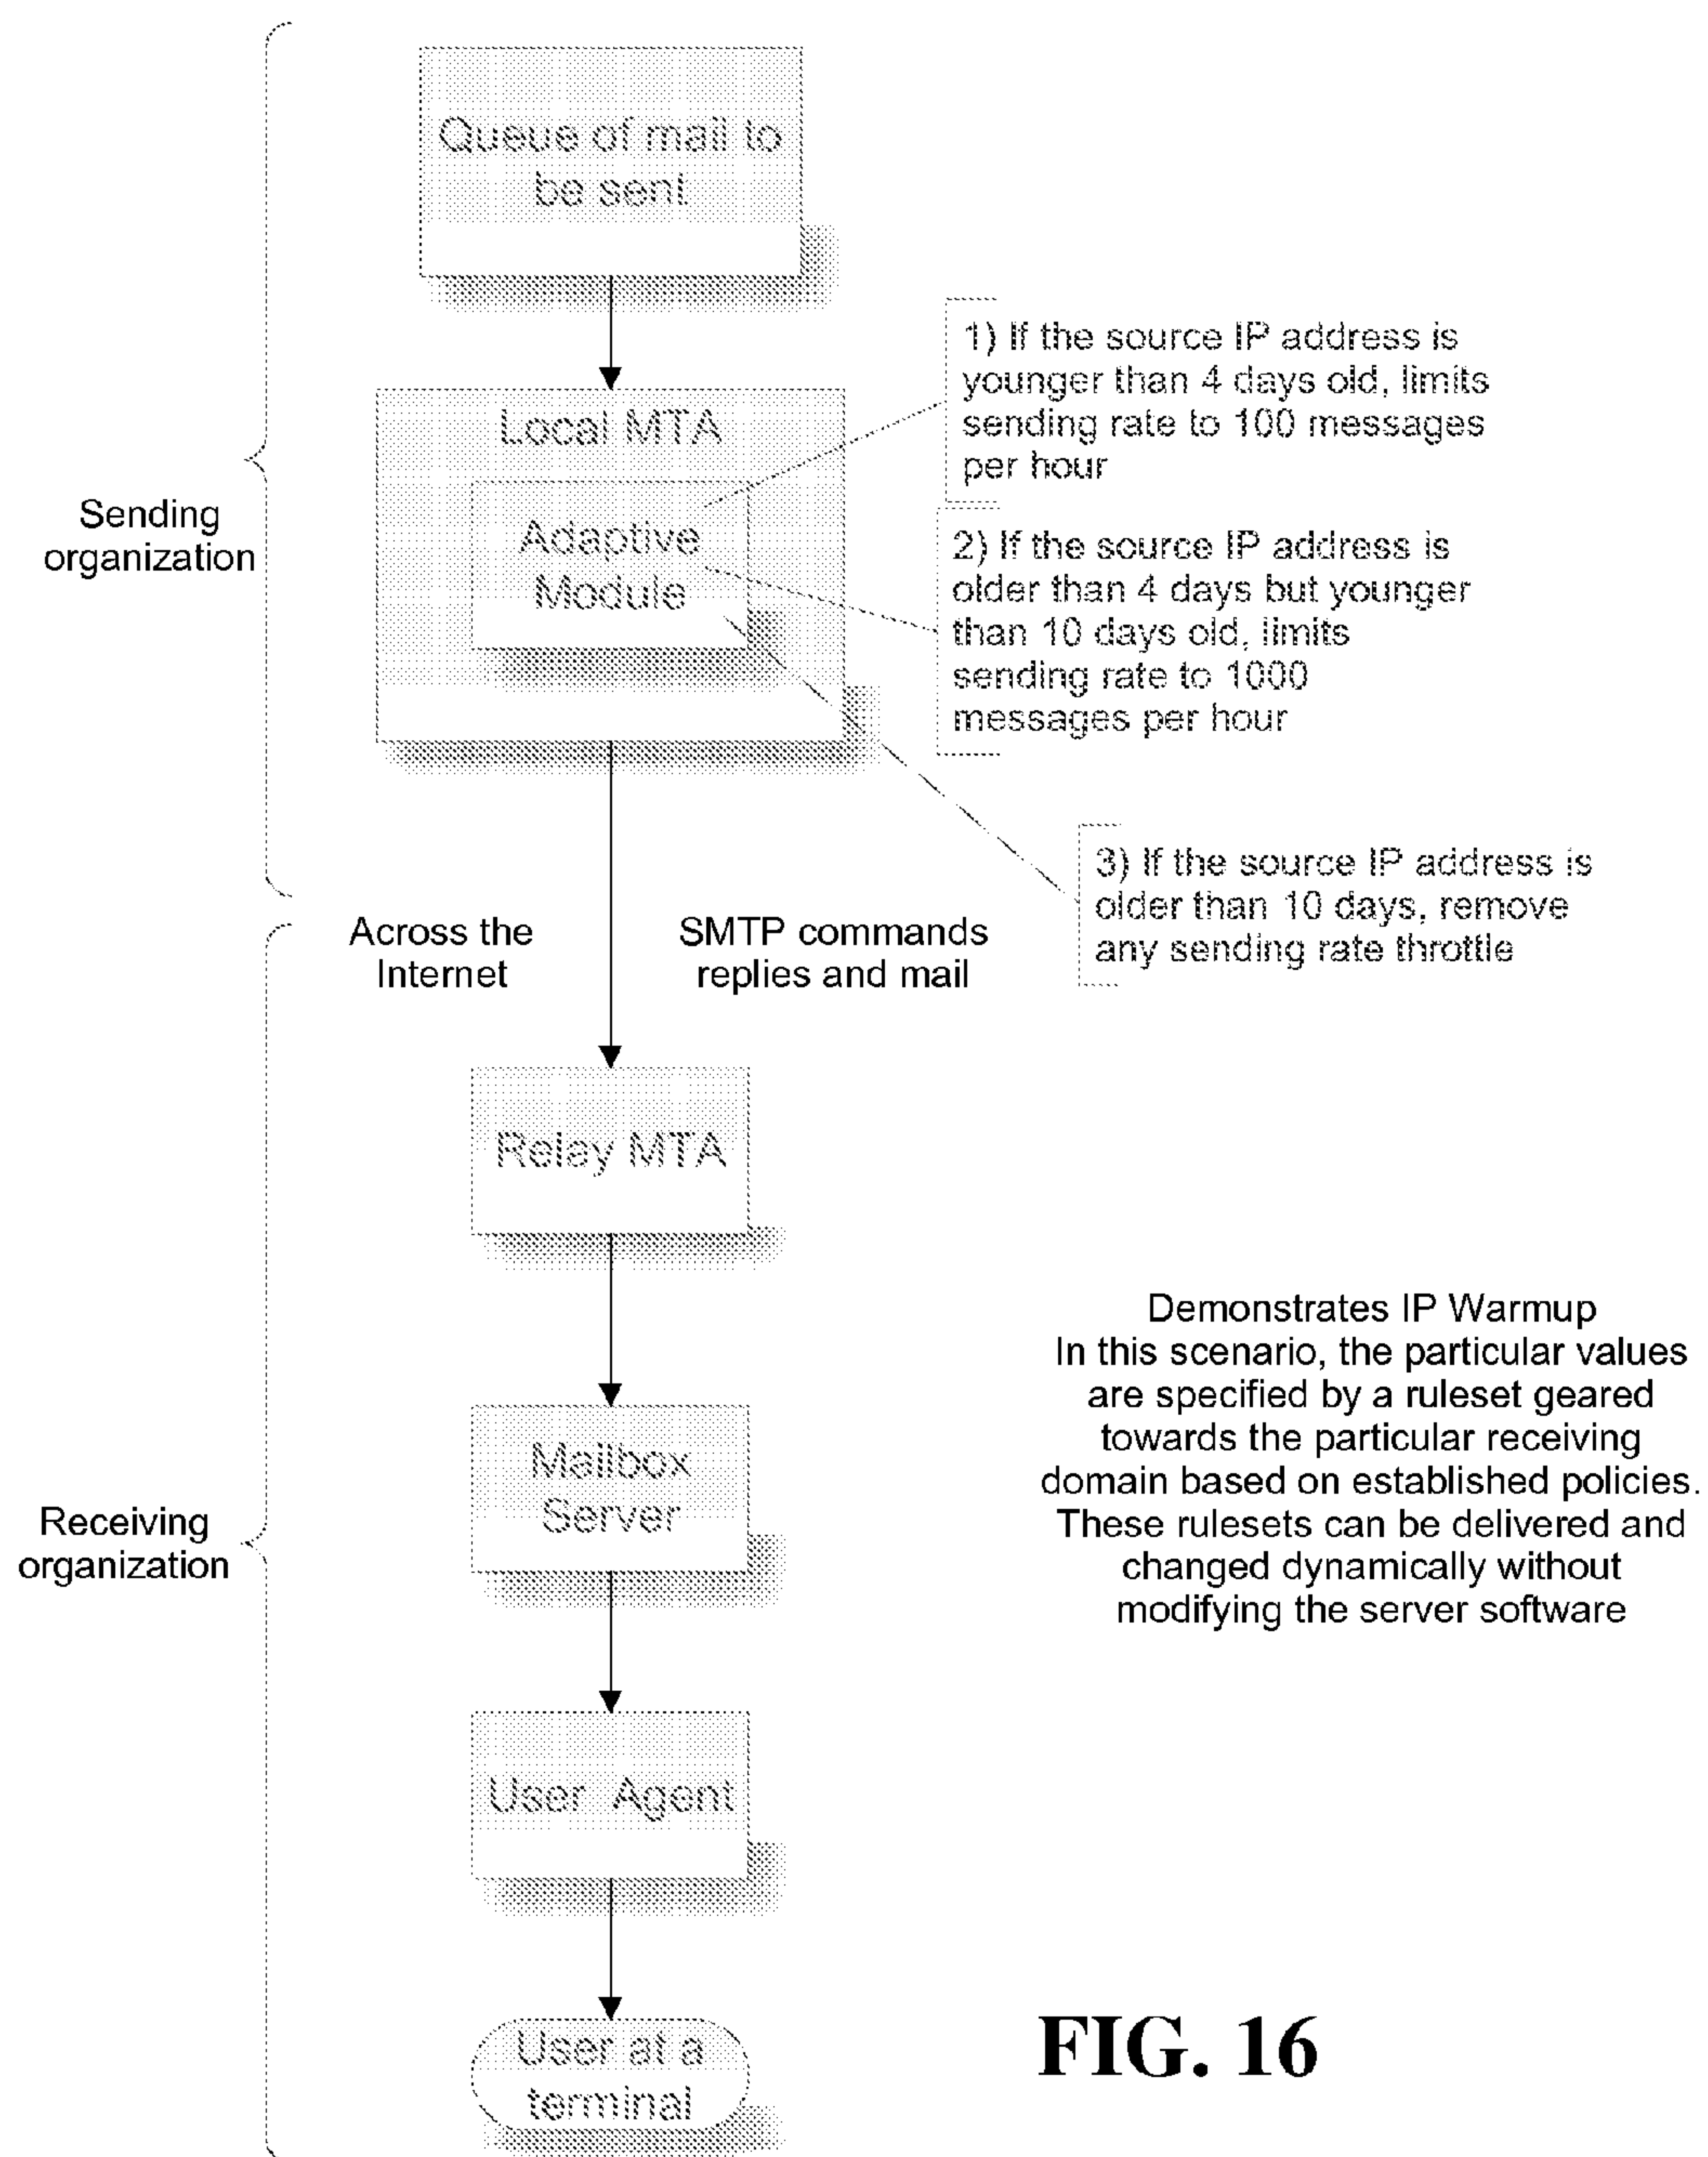 Queue of mail to
be sent
1) If the source IP address is
younger than 4 days old, limits
sending rate to 100 messages
per hour
Local MTA
Adaptive
Module
Sending
organization
2) If the source IP address is
older than 4 days but younger
than 10 days old, limits
sending rate to 1000
messages per hour
3) If the source IP address is
older than 10 days, remove
any sending rate throttle
Across the
Internet
SMTP commands
replies and mail
Relay MTA
Demonstrates IP Warmup
In this scenario, the particular values
are specified by a ruleset geared
towards the particular receiving
domain based on established policies.
These rulesets can be delivered and
changed dynamically without
modifying the server software
Mailbox
Server
Receiving
organization
User Agent
User at a
terminal
FIG. 16